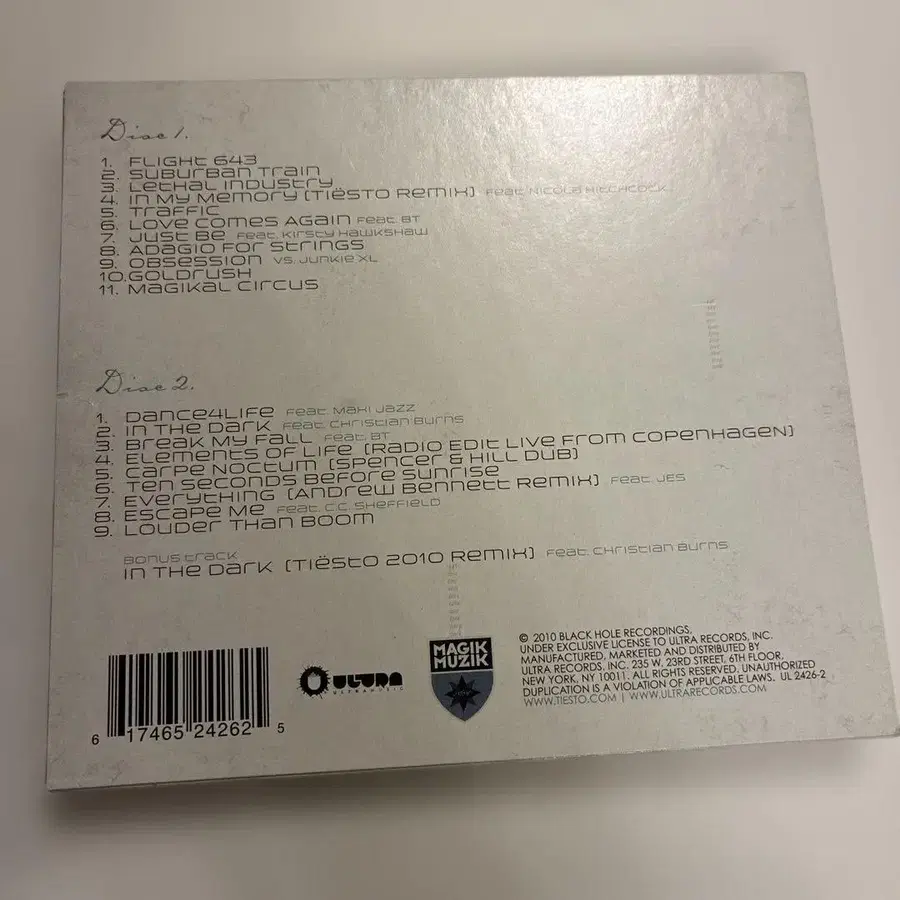 Disc 1.
1. Flight 643
2. Suburban Train
3. Lethal Industry
4. In My Memory (Tiësto Remix) feat. Nicola Hitchcock
5. Traffic
6. Love Comes Again feat. BT
7. Just Be feat. Kirsty Hawkshaw
8. Adagio For Strings
9. Obsession vs. Junkie XL
10. Goldrush
11. Magikal Circus
Disc 2.
1. Dance4Life feat. Maxi Jazz
2. In The Dark feat. Christian Burns
3. Break My Fall feat. BT
4. Elements of Life (Radio Edit Live From Copenhagen)
5. Carpe Noctum (Spencer & Hill Dub)
6. Ten Seconds Before Sunrise
7. Everything (Andrew Bennett Remix) feat. JES
8. Escape Me feat. C.C. Sheffield
9. Louder Than Boom
Bonus Track
In The Dark (Tiësto 2010 Remix) feat. Christian Burns
6 17465 24262 5
ULTRA
ULTRAMUSIC
MAGIK
MUZIK
© 2010 BLACK HOLE RECORDINGS,
UNDER EXCLUSIVE LICENSE TO ULTRA RECORDS, INC.
MANUFACTURED, MARKETED AND DISTRIBUTED BY
ULTRA RECORDS, INC. 235 W. 23RD STREET, 6TH FLOOR,
NEW YORK, NY 10011. ALL RIGHTS RESERVED. UNAUTHORIZED
DUPLICATION IS A VIOLATION OF APPLICABLE LAWS. UL 2426-2
WWW.TIESTO.COM | WWW.ULTRARECORDS.COM